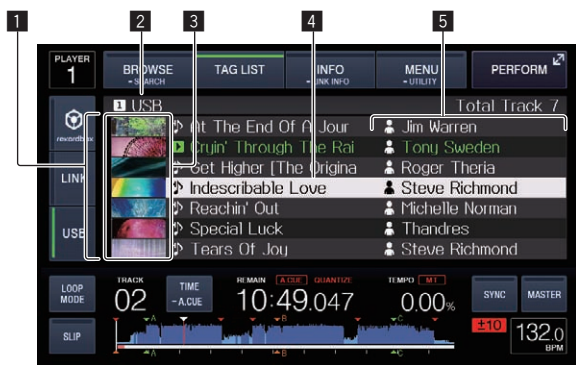 1 2 3 4 5
PLAYER 1
BROWSE - SEARCH
TAG LIST
INFO - LINK INFO
MENU - UTILITY
PERFORM
1 USB Total Track 7
rekordbox
LINK
USB
At The End Of A Jour Jim Warren
Cryin' Through The Rai Tony Sweden
Get Higher [The Origina Roger Theria
Indescribable Love Steve Richmond
Reachin' Out Michelle Norman
Special Luck Thandres
Tears Of Joy Steve Richmond
LOOP MODE
TRACK 02
TIME - A.CUE
REMAIN A.CUE QUANTIZE
10:49.047
TEMPO MT
0.00%
SYNC
MASTER
SLIP
±10
132.0 BPM
A B C
A B C